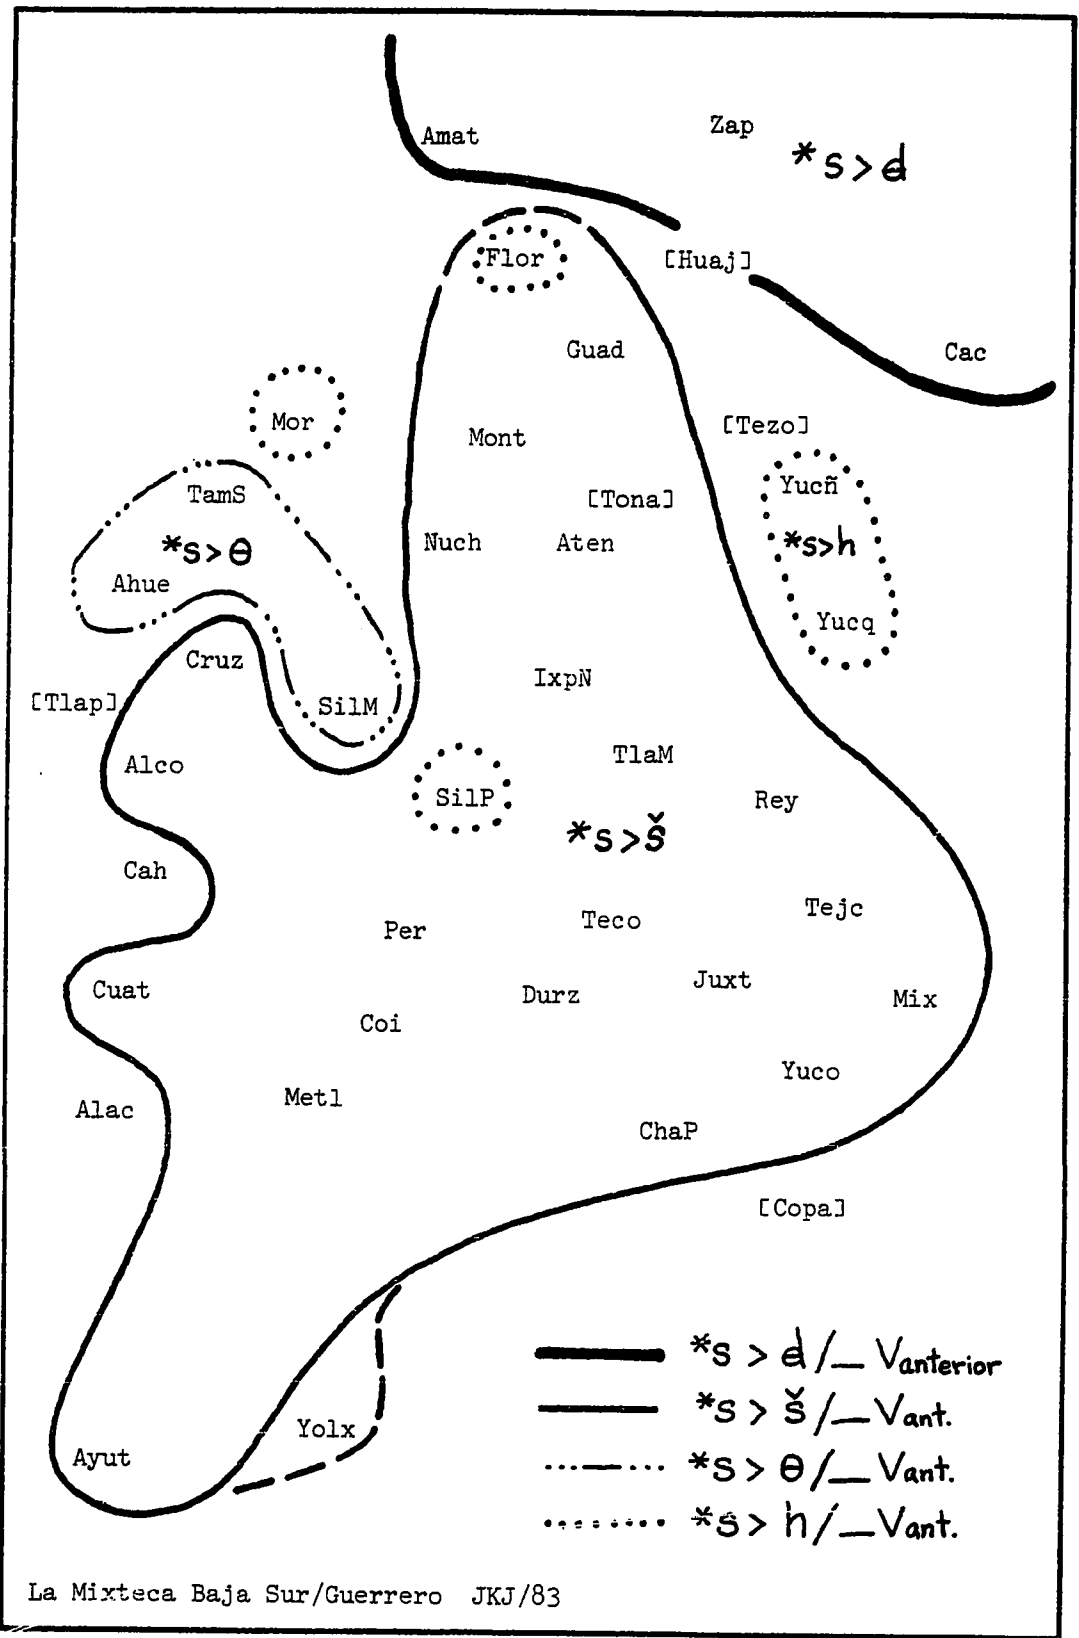 Amat
Zap
*s>đ
Flor
[Huaj]
Guad
Cac
Mor
Mont
[Tezo]
TamS
[Tona]
Yucñ
*s>θ
Nuch
Aten
*s>h
Ahue
Yucq
Cruz
IxpN
[Tlap]
SilM
Alco
TlaM
SilP
Rey
*s>š
Cah
Per
Teco
Tejc
Cuat
Durz
Juxt
Mix
Coi
Yuco
Alac
Metl
ChaP
[Copa]
*s > đ /__ Vanterior
*s > š /__ Vant.
Yolx
Ayut
*s > θ /__ Vant.
*s > h /__ Vant.
La Mixteca Baja Sur/Guerrero JKJ/83